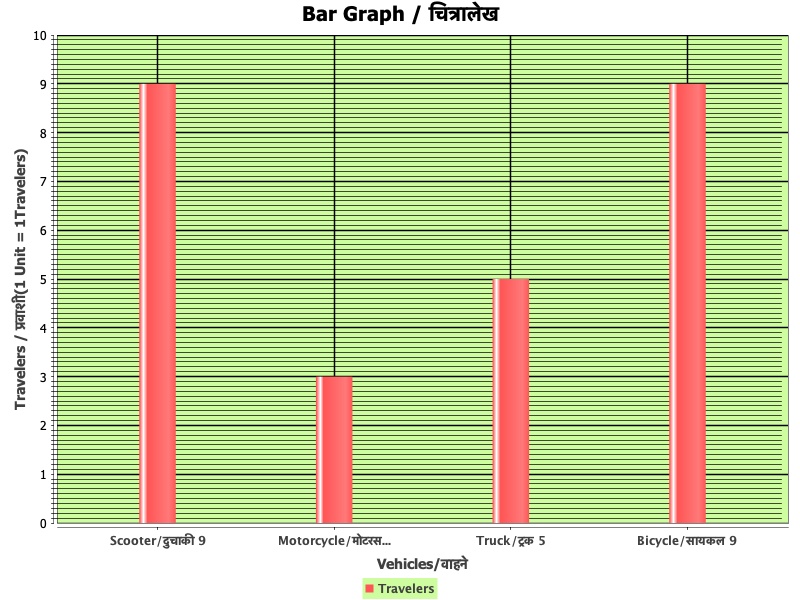 Bar Graph / चित्रालेख
Travelers / प्रवाशी(1 Unit = 1Travelers)
10
9
8
7
6
5
4
3
2
1
0
Scooter/दुचाकी 9 Motorcycle/मोटरस... Truck/ट्रक 5 Bicycle/सायकल 9
Vehicles/वाहने
Travelers